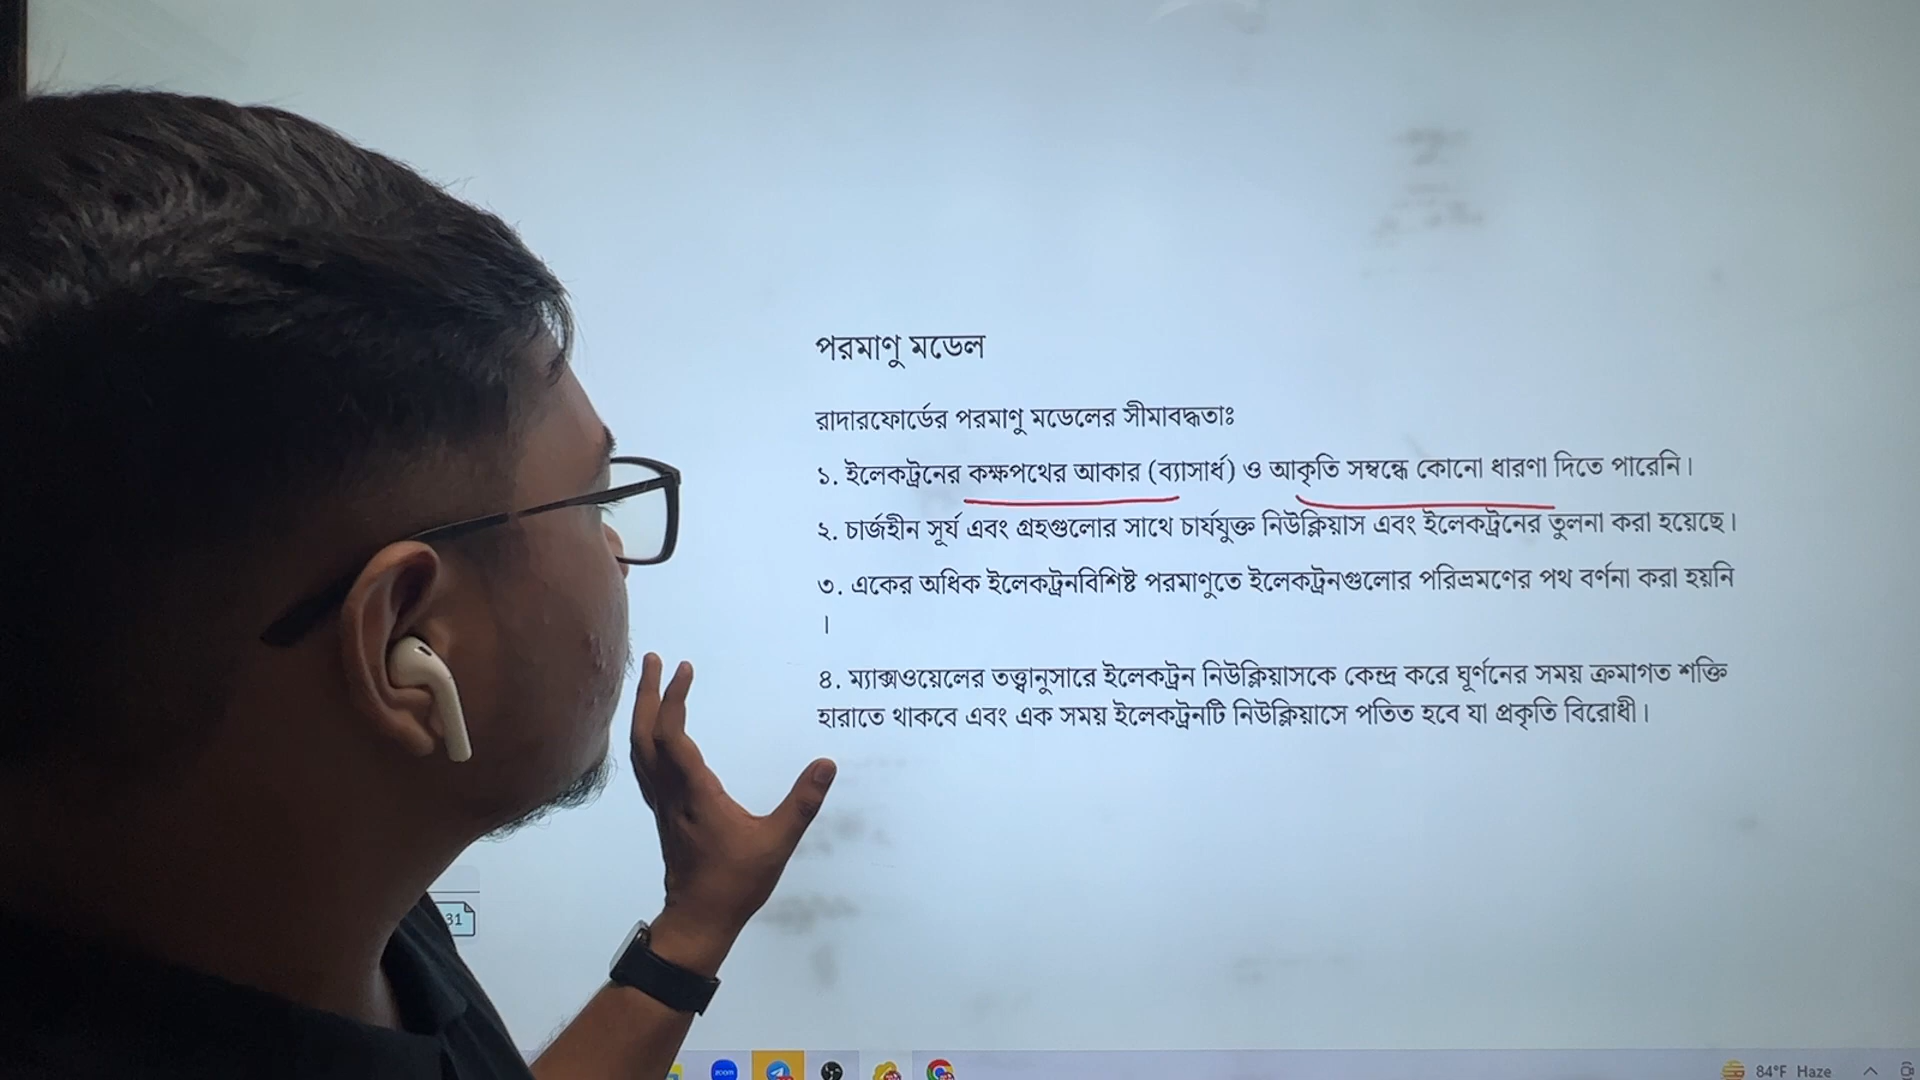 পরমাণু মডেল
রাদারফোর্ডের পরমাণু মডেলের সীমাবদ্ধতাঃ
১. ইলেকট্রনের কক্ষপথের আকার (ব্যাসার্ধ) ও আকৃতি সম্বন্ধে কোনো ধারণা দিতে পারেনি।
২. চার্জহীন সূর্য এবং গ্রহগুলোর সাথে চার্যযুক্ত নিউক্লিয়াস এবং ইলেকট্রনের তুলনা করা হয়েছে।
৩. একের অধিক ইলেকট্রনবিশিষ্ট পরমাণুতে ইলেকট্রনগুলোর পরিভ্রমণের পথ বর্ণনা করা হয়নি
।
৪. ম্যাক্সওয়েলের তত্ত্বানুসারে ইলেকট্রন নিউক্লিয়াসকে কেন্দ্র করে ঘূর্ণনের সময় ক্রমাগত শক্তি
হারাতে থাকবে এবং এক সময় ইলেকট্রনটি নিউক্লিয়াসে পতিত হবে যা প্রকৃতি বিরোধী।
31
zoom
84°F Haze